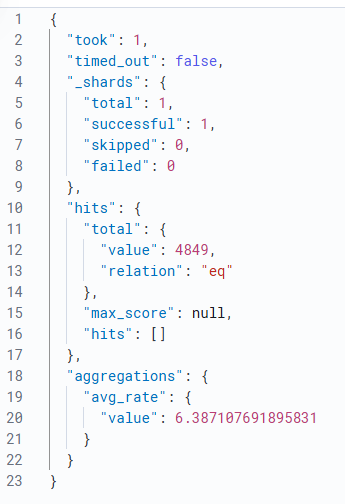 1 {
2   "took": 1,
3   "timed_out": false,
4   "_shards": {
5     "total": 1,
6     "successful": 1,
7     "skipped": 0,
8     "failed": 0
9   },
10   "hits": {
11     "total": {
12       "value": 4849,
13       "relation": "eq"
14     },
15     "max_score": null,
16     "hits": []
17   },
18   "aggregations": {
19     "avg_rate": {
20       "value": 6.387107691895831
21     }
22   }
23 }